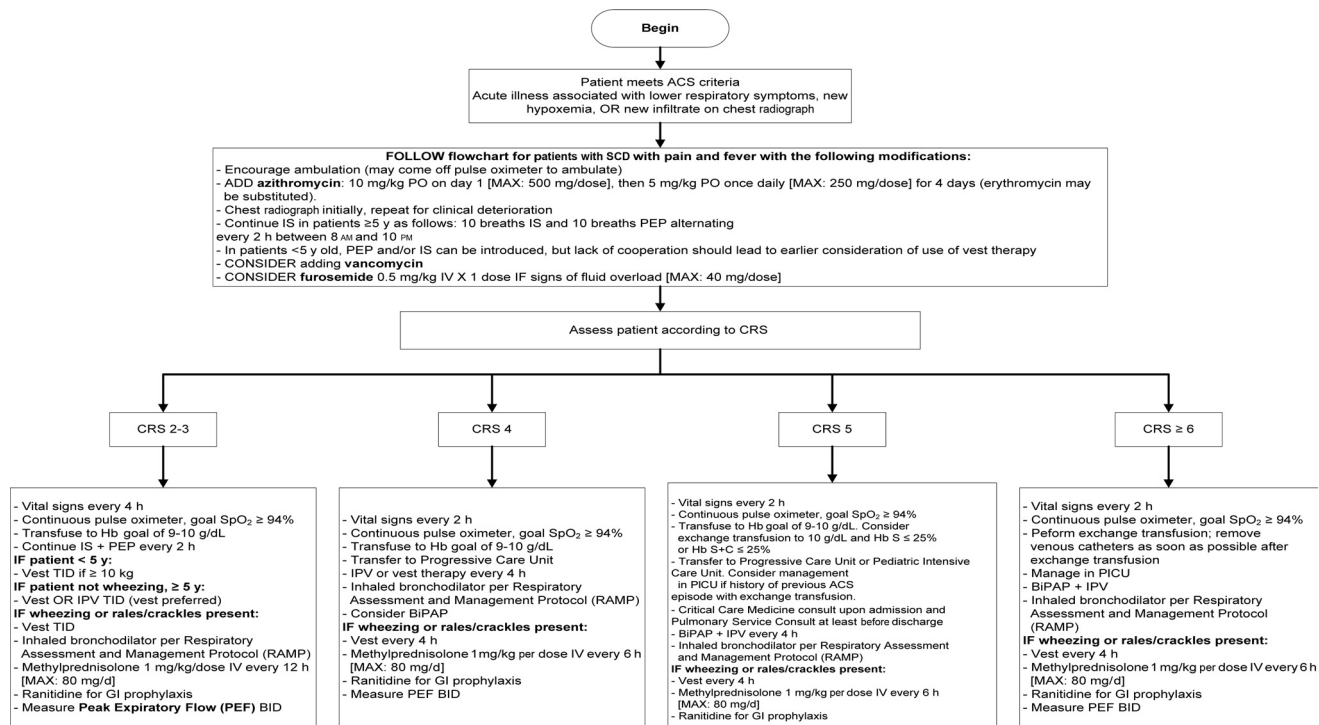 Begin
Patient meets ACS criteria
Acute illness associated with lower respiratory symptoms, new
hypoxemia, OR new infiltrate on chest radiograph
FOLLOW flowchart for patients with SCD with pain and fever with the following modifications:
- Encourage ambulation (may come off pulse oximeter to ambulate)
- ADD azithromycin: 10 mg/kg PO on day 1 [MAX: 500 mg/dose], then 5 mg/kg PO once daily [MAX: 250 mg/dose] for 4 days (erythromycin may
be substituted).
- Chest radiograph initially, repeat for clinical deterioration
- Continue IS in patients ≥5 y as follows: 10 breaths IS and 10 breaths PEP alternating
every 2 h between 8 AM and 10 PM
- In patients <5 y old, PEP and/or IS can be introduced, but lack of cooperation should lead to earlier consideration of use of vest therapy
- CONSIDER adding vancomycin
- CONSIDER furosemide 0.5 mg/kg IV X 1 dose IF signs of fluid overload [MAX: 40 mg/dose]
Assess patient according to CRS
CRS 2-3
- Vital signs every 4 h
- Continuous pulse oximeter, goal SpO₂ ≥ 94%
- Transfuse to Hb goal of 9-10 g/dL
- Continue IS + PEP every 2 h
IF patient < 5 y:
- Vest TID if ≥ 10 kg
IF patient not wheezing, ≥ 5 y:
- Vest OR IPV TID (vest preferred)
IF wheezing or rales/crackles present:
- Vest TID
- Inhaled bronchodilator per Respiratory
Assessment and Management Protocol (RAMP)
- Methylprednisolone 1 mg/kg/dose IV every 12 h
[MAX: 80 mg/d]
- Ranitidine for GI prophylaxis
- Measure Peak Expiratory Flow (PEF) BID
CRS 4
- Vital signs every 2 h
- Continuous pulse oximeter, goal SpO₂ ≥ 94%
- Transfuse to Hb goal of 9-10 g/dL
- Transfer to Progressive Care Unit
- IPV or vest therapy every 4 h
- Inhaled bronchodilator per Respiratory
Assessment and Management Protocol (RAMP)
- Consider BiPAP
IF wheezing or rales/crackles present:
- Vest every 4 h
- Methylprednisolone 1mg/kg per dose IV every 6 h
[MAX: 80 mg/d]
- Ranitidine for GI prophylaxis
- Measure PEF BID
CRS 5
- Vital signs every 2 h
- Continuous pulse oximeter, goal SpO₂ ≥ 94%
- Transfuse to Hb goal of 9-10 g/dL. Consider
exchange transfusion to 10 g/dL and Hb S ≤ 25%
or Hb S+C ≤ 25%
- Transfer to Progressive Care Unit or Pediatric Intensive
Care Unit. Consider management
in PICU if history of previous ACS
episode with exchange transfusion.
- Critical Care Medicine consult upon admission and
Pulmonary Service Consult at least before discharge
- BiPAP + IPV every 4 h
- Inhaled bronchodilator per Respiratory Assessment
and Management Protocol (RAMP)
IF wheezing or rales/crackles present:
- Vest every 4 h
- Methylprednisolone 1 mg/kg per dose IV every 6 h
[MAX: 80 mg/d]
- Ranitidine for GI prophylaxis
CRS ≥ 6
- Vital signs every 2 h
- Continuous pulse oximeter, goal SpO₂ ≥ 94%
- Peform exchange transfusion; remove
venous catheters as soon as possible after
exchange transfusion
- Manage in PICU
- BiPAP + IPV
- Inhaled bronchodilator per Respiratory
Assessment and Management Protocol
(RAMP)
IF wheezing or rales/crackles present:
- Vest every 4 h
- Methylprednisolone 1 mg/kg per dose IV every 6 h
[MAX: 80 mg/d]
- Ranitidine for GI prophylaxis
- Measure PEF BID